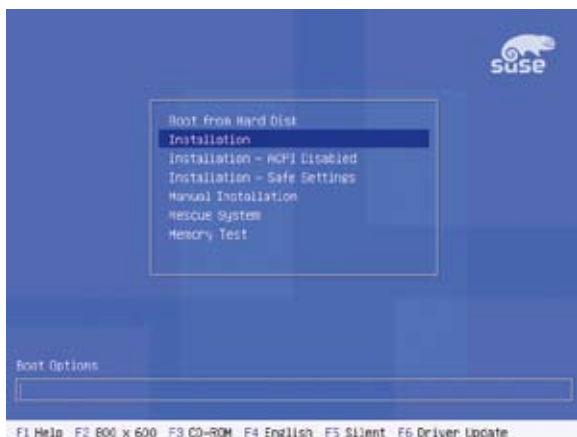 SUSE
Boot from Hard Disk
Installation
Installation - ACPI Disabled
Installation - Safe Settings
Manual Installation
Rescue System
Memory Test
Boot Options
F1 Help F2 800 x 600 F3 CD-ROM F4 English F5 Silent F6 Driver Update